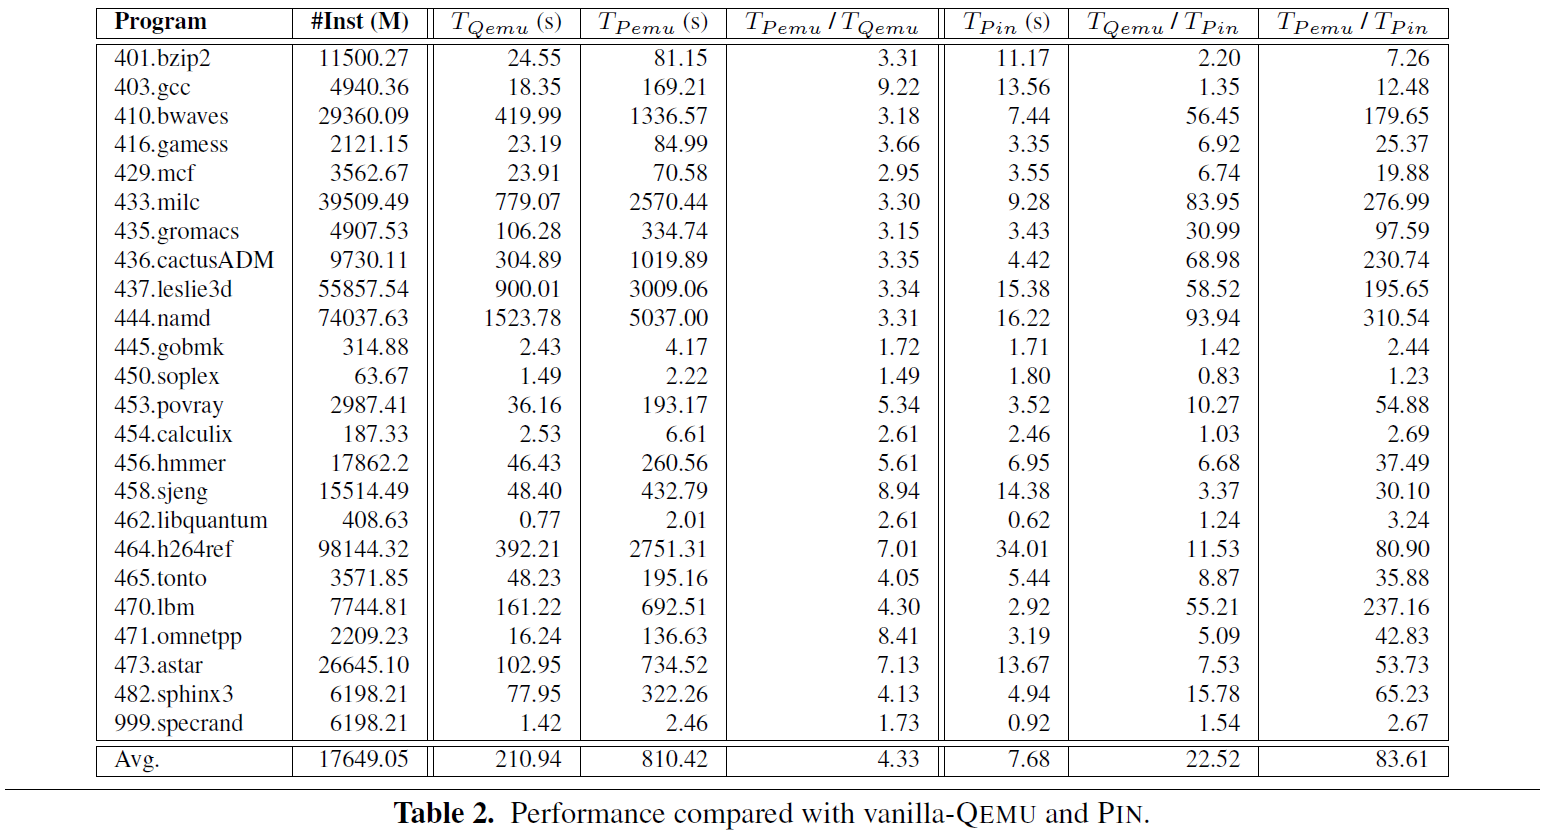 Program #Inst (M) T_Qemu (s) T_Pemu (s) T_Pemu / T_Qemu T_Pin (s) T_Qemu / T_Pin T_Pemu / T_Pin
401.bzip2 11500.27 24.55 81.15 3.31 11.17 2.20 7.26
403.gcc 4940.36 18.35 169.21 9.22 13.56 1.35 12.48
410.bwaves 29360.09 419.99 1336.57 3.18 7.44 56.45 179.65
416.gamess 2121.15 23.19 84.99 3.66 3.35 6.92 25.37
429.mcf 3562.67 23.91 70.58 2.95 3.55 6.74 19.88
433.milc 39509.49 779.07 2570.44 3.30 9.28 83.95 276.99
435.gromacs 4907.53 106.28 334.74 3.15 3.43 30.99 97.59
436.cactusADM 9730.11 304.89 1019.89 3.35 4.42 68.98 230.74
437.leslie3d 55857.54 900.01 3009.06 3.34 15.38 58.52 195.65
444.namd 74037.63 1523.78 5037.00 3.31 16.22 93.94 310.54
445.gobmk 314.88 2.43 4.17 1.72 1.71 1.42 2.44
450.soplex 63.67 1.49 2.22 1.49 1.80 0.83 1.23
453.povray 2987.41 36.16 193.17 5.34 3.52 10.27 54.88
454.calculix 187.33 2.53 6.61 2.61 2.46 1.03 2.69
456.hmmer 17862.2 46.43 260.56 5.61 6.95 6.68 37.49
458.sjeng 15514.49 48.40 432.79 8.94 14.38 3.37 30.10
462.libquantum 408.63 0.77 2.01 2.61 0.62 1.24 3.24
464.h264ref 98144.32 392.21 2751.31 7.01 34.01 11.53 80.90
465.tonto 3571.85 48.23 195.16 4.05 5.44 8.87 35.88
470.lbm 7744.81 161.22 692.51 4.30 2.92 55.21 237.16
471.omnetpp 2209.23 16.24 136.63 8.41 3.19 5.09 42.83
473.astar 26645.10 102.95 734.52 7.13 13.67 7.53 53.73
482.sphinx3 6198.21 77.95 322.26 4.13 4.94 15.78 65.23
999.specrand 6198.21 1.42 2.46 1.73 0.92 1.54 2.67
Avg. 17649.05 210.94 810.42 4.33 7.68 22.52 83.61
Table 2. Performance compared with vanilla-QEMU and PIN.